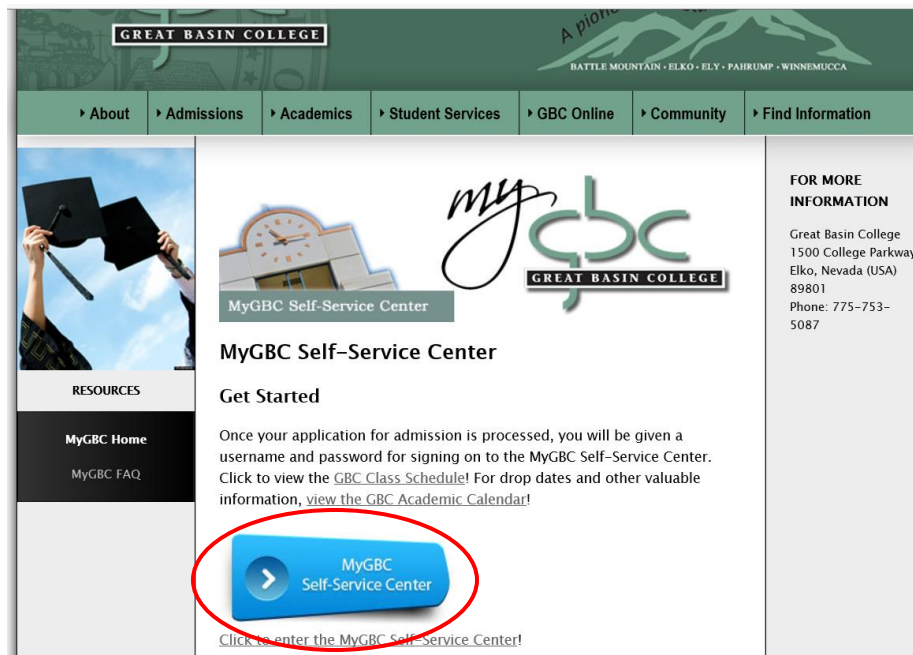 GREAT BASIN COLLEGE
A pione
BATTLE MOUNTAIN • ELKO • ELY • PAHRUMP • WINNEMUCCA
About
Admissions
Academics
Student Services
GBC Online
Community
Find Information
my gbc
GREAT BASIN COLLEGE
MyGBC Self-Service Center
MyGBC Self-Service Center
Get Started
Once your application for admission is processed, you will be given a
username and password for signing on to the MyGBC Self-Service Center.
Click to view the GBC Class Schedule! For drop dates and other valuable
information, view the GBC Academic Calendar!
MyGBC
Self-Service Center
Click to enter the MyGBC Self-Service Center!
RESOURCES
MyGBC Home
MyGBC FAQ
FOR MORE
INFORMATION
Great Basin College
1500 College Parkway
Elko, Nevada (USA)
89801
Phone: 775-753-
5087